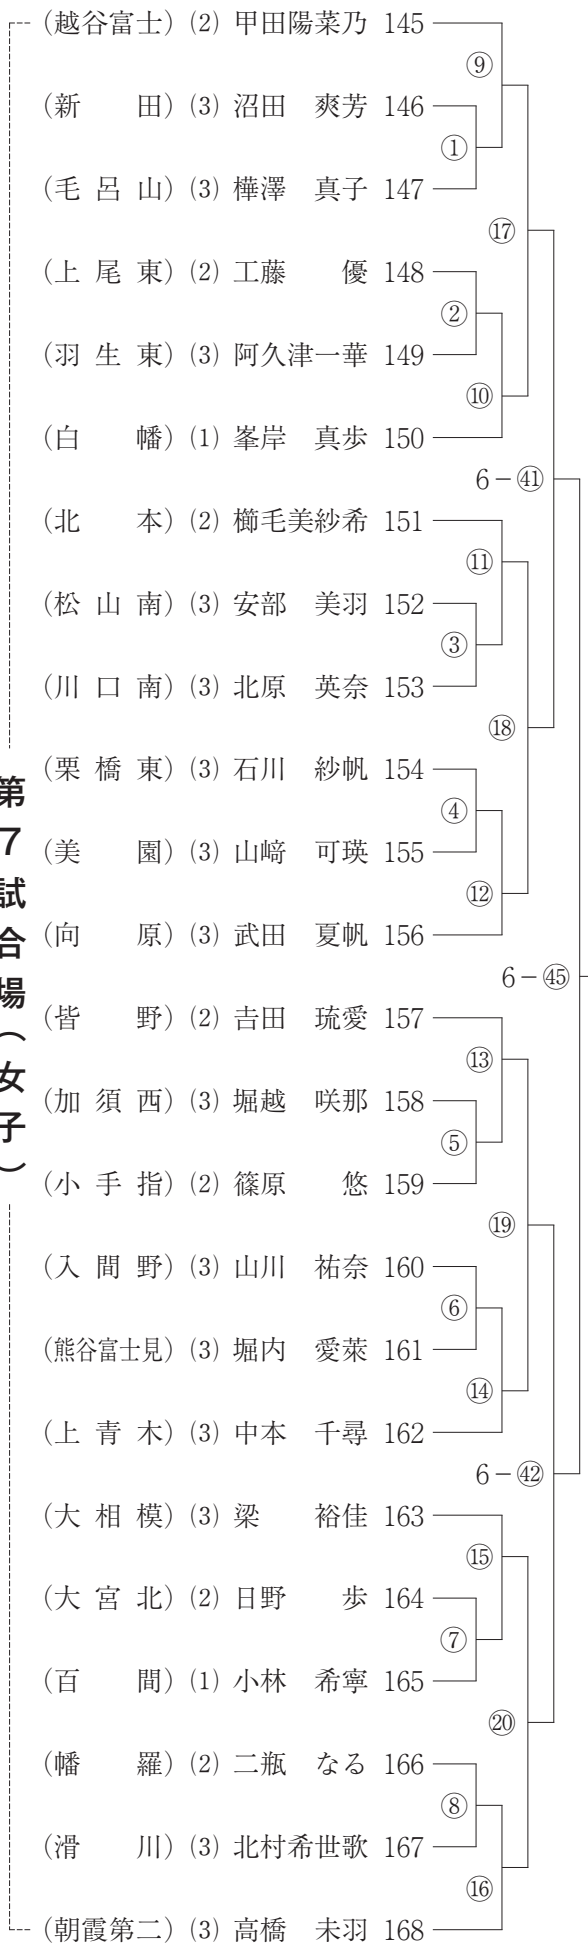 (越谷富士) (2) 甲田陽菜乃 145
⑨
(新 田) (3) 沼田 爽芳 146
①
(毛呂山) (3) 樺澤 真子 147
⑰
(上尾東) (2) 工藤 優 148
②
(羽生東) (3) 阿久津一華 149
⑩
(白 幡) (1) 峯岸 真歩 150
6-㊶
(北 本) (2) 櫛毛美紗希 151
⑪
(松山南) (3) 安部 美羽 152
③
(川口南) (3) 北原 英奈 153
⑱
(栗橋東) (3) 石川 紗帆 154
④
(美 園) (3) 山﨑 可瑛 155
⑫
(向 原) (3) 武田 夏帆 156
6-㊺
第7試合場(女子)
(皆 野) (2) 𠮷田 琉愛 157
⑬
(加須西) (3) 堀越 咲那 158
⑤
(小手指) (2) 篠原 悠 159
⑲
(入間野) (3) 山川 祐奈 160
⑥
(熊谷富士見) (3) 堀内 愛茉 161
⑭
(上青木) (3) 中本 千尋 162
6-㊷
(大相模) (3) 梁 裕佳 163
⑮
(大宮北) (2) 日野 歩 164
⑦
(百 間) (1) 小林 希寧 165
⑳
(幡 羅) (2) 二瓶 なる 166
⑧
(滑 川) (3) 北村希世歌 167
⑯
(朝霞第二) (3) 高橋 未羽 168